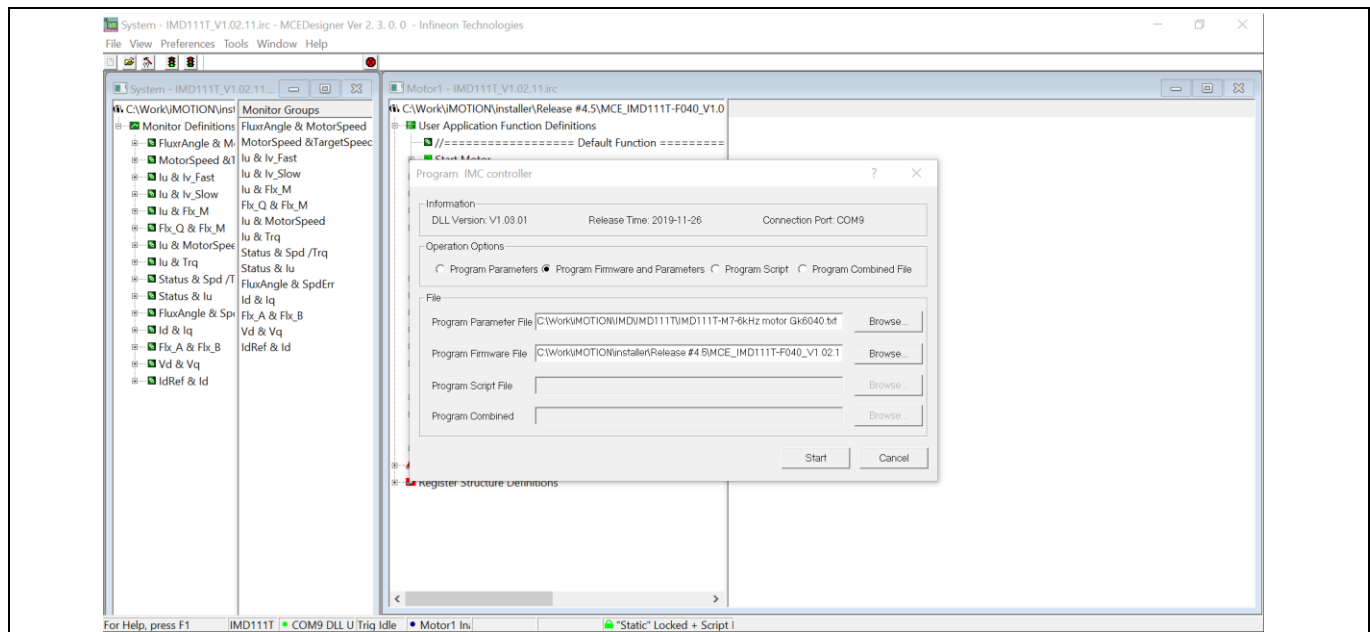 System - IMD111T_V1.02.11.irc - MCEDesigner Ver 2. 3. 0. 0 - Infineon Technologies
File View Preferences Tools Window Help
System - IMD111T_V1.02.11....
C:\Work\iMOTION\inst
Monitor Definitions
FluxrAngle & M
MotorSpeed &T
Iu & Iv_Fast
Iu & Iv_Slow
Iu & Flx_M
Flx_Q & Flx_M
Iu & MotorSpee
Iu & Trq
Status & Spd /T
Status & Iu
FluxAngle & Sp
Id & Iq
Flx_A & Flx_B
Vd & Vq
IdRef & Id
Monitor Groups
FluxrAngle & MotorSpeed
MotorSpeed &TargetSpeed
Iu & Iv_Fast
Iu & Iv_Slow
Iu & Flx_M
Flx_Q & Flx_M
Iu & MotorSpeed
Iu & Trq
Status & Spd /Trq
Status & Iu
FluxAngle & SpdErr
Id & Iq
Flx_A & Flx_B
Vd & Vq
IdRef & Id
Motor1 - IMD111T_V1.02.11.irc
C:\Work\iMOTION\installer\Release #4.5\MCE_IMD111T-F040_V1.0
User Application Function Definitions
//================== Default Function =========
Start Motor
Program IMC controller
Information
DLL Version: V1.03.01 Release Time: 2019-11-26 Connection Port: COM9
Operation Options
Program Parameters Program Firmware and Parameters Program Script Program Combined File
File
Program Parameter File C:\Work\iMOTION\IMD\IMD111T\IMD111T-M7-6kHz motor Gk6040.txt Browse...
Program Firmware File C:\Work\iMOTION\installer\Release #4.5\MCE_IMD111T-F040_V1.02.1 Browse...
Program Script File Browse...
Program Combined Browse...
Start Cancel
Register Structure Definitions
For Help, press F1 IMD111T COM9 DLL U Trig Idle Motor1 In "Static" Locked + Script